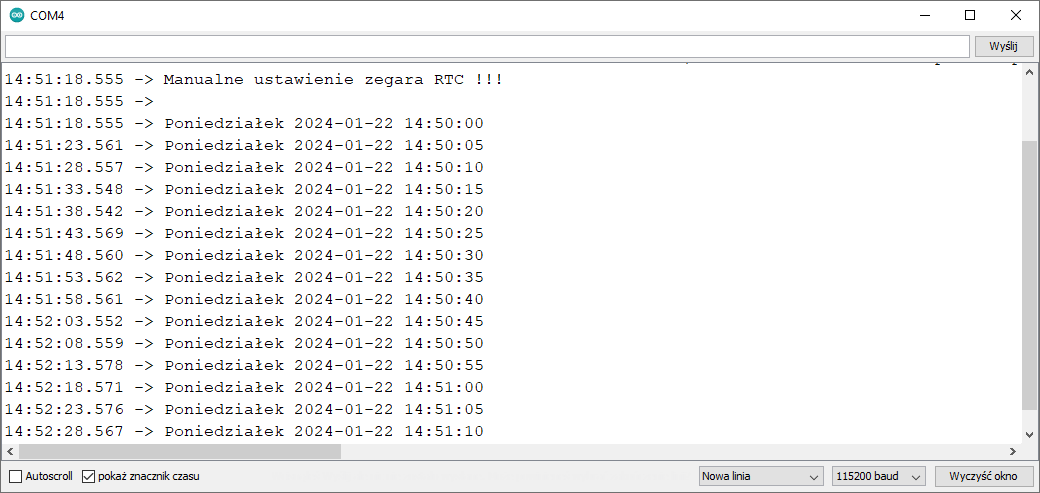 COM4
Wyślij
14:51:18.555 -> Manualne ustawienie zegara RTC !!!
14:51:18.555 ->
14:51:18.555 -> Poniedziałek 2024-01-22 14:50:00
14:51:23.561 -> Poniedziałek 2024-01-22 14:50:05
14:51:28.557 -> Poniedziałek 2024-01-22 14:50:10
14:51:33.548 -> Poniedziałek 2024-01-22 14:50:15
14:51:38.542 -> Poniedziałek 2024-01-22 14:50:20
14:51:43.569 -> Poniedziałek 2024-01-22 14:50:25
14:51:48.560 -> Poniedziałek 2024-01-22 14:50:30
14:51:53.562 -> Poniedziałek 2024-01-22 14:50:35
14:51:58.561 -> Poniedziałek 2024-01-22 14:50:40
14:52:03.552 -> Poniedziałek 2024-01-22 14:50:45
14:52:08.559 -> Poniedziałek 2024-01-22 14:50:50
14:52:13.578 -> Poniedziałek 2024-01-22 14:50:55
14:52:18.571 -> Poniedziałek 2024-01-22 14:51:00
14:52:23.576 -> Poniedziałek 2024-01-22 14:51:05
14:52:28.567 -> Poniedziałek 2024-01-22 14:51:10
Autoscroll pokaż znacznik czasu Nowa linia 115200 baud Wyczyść okno